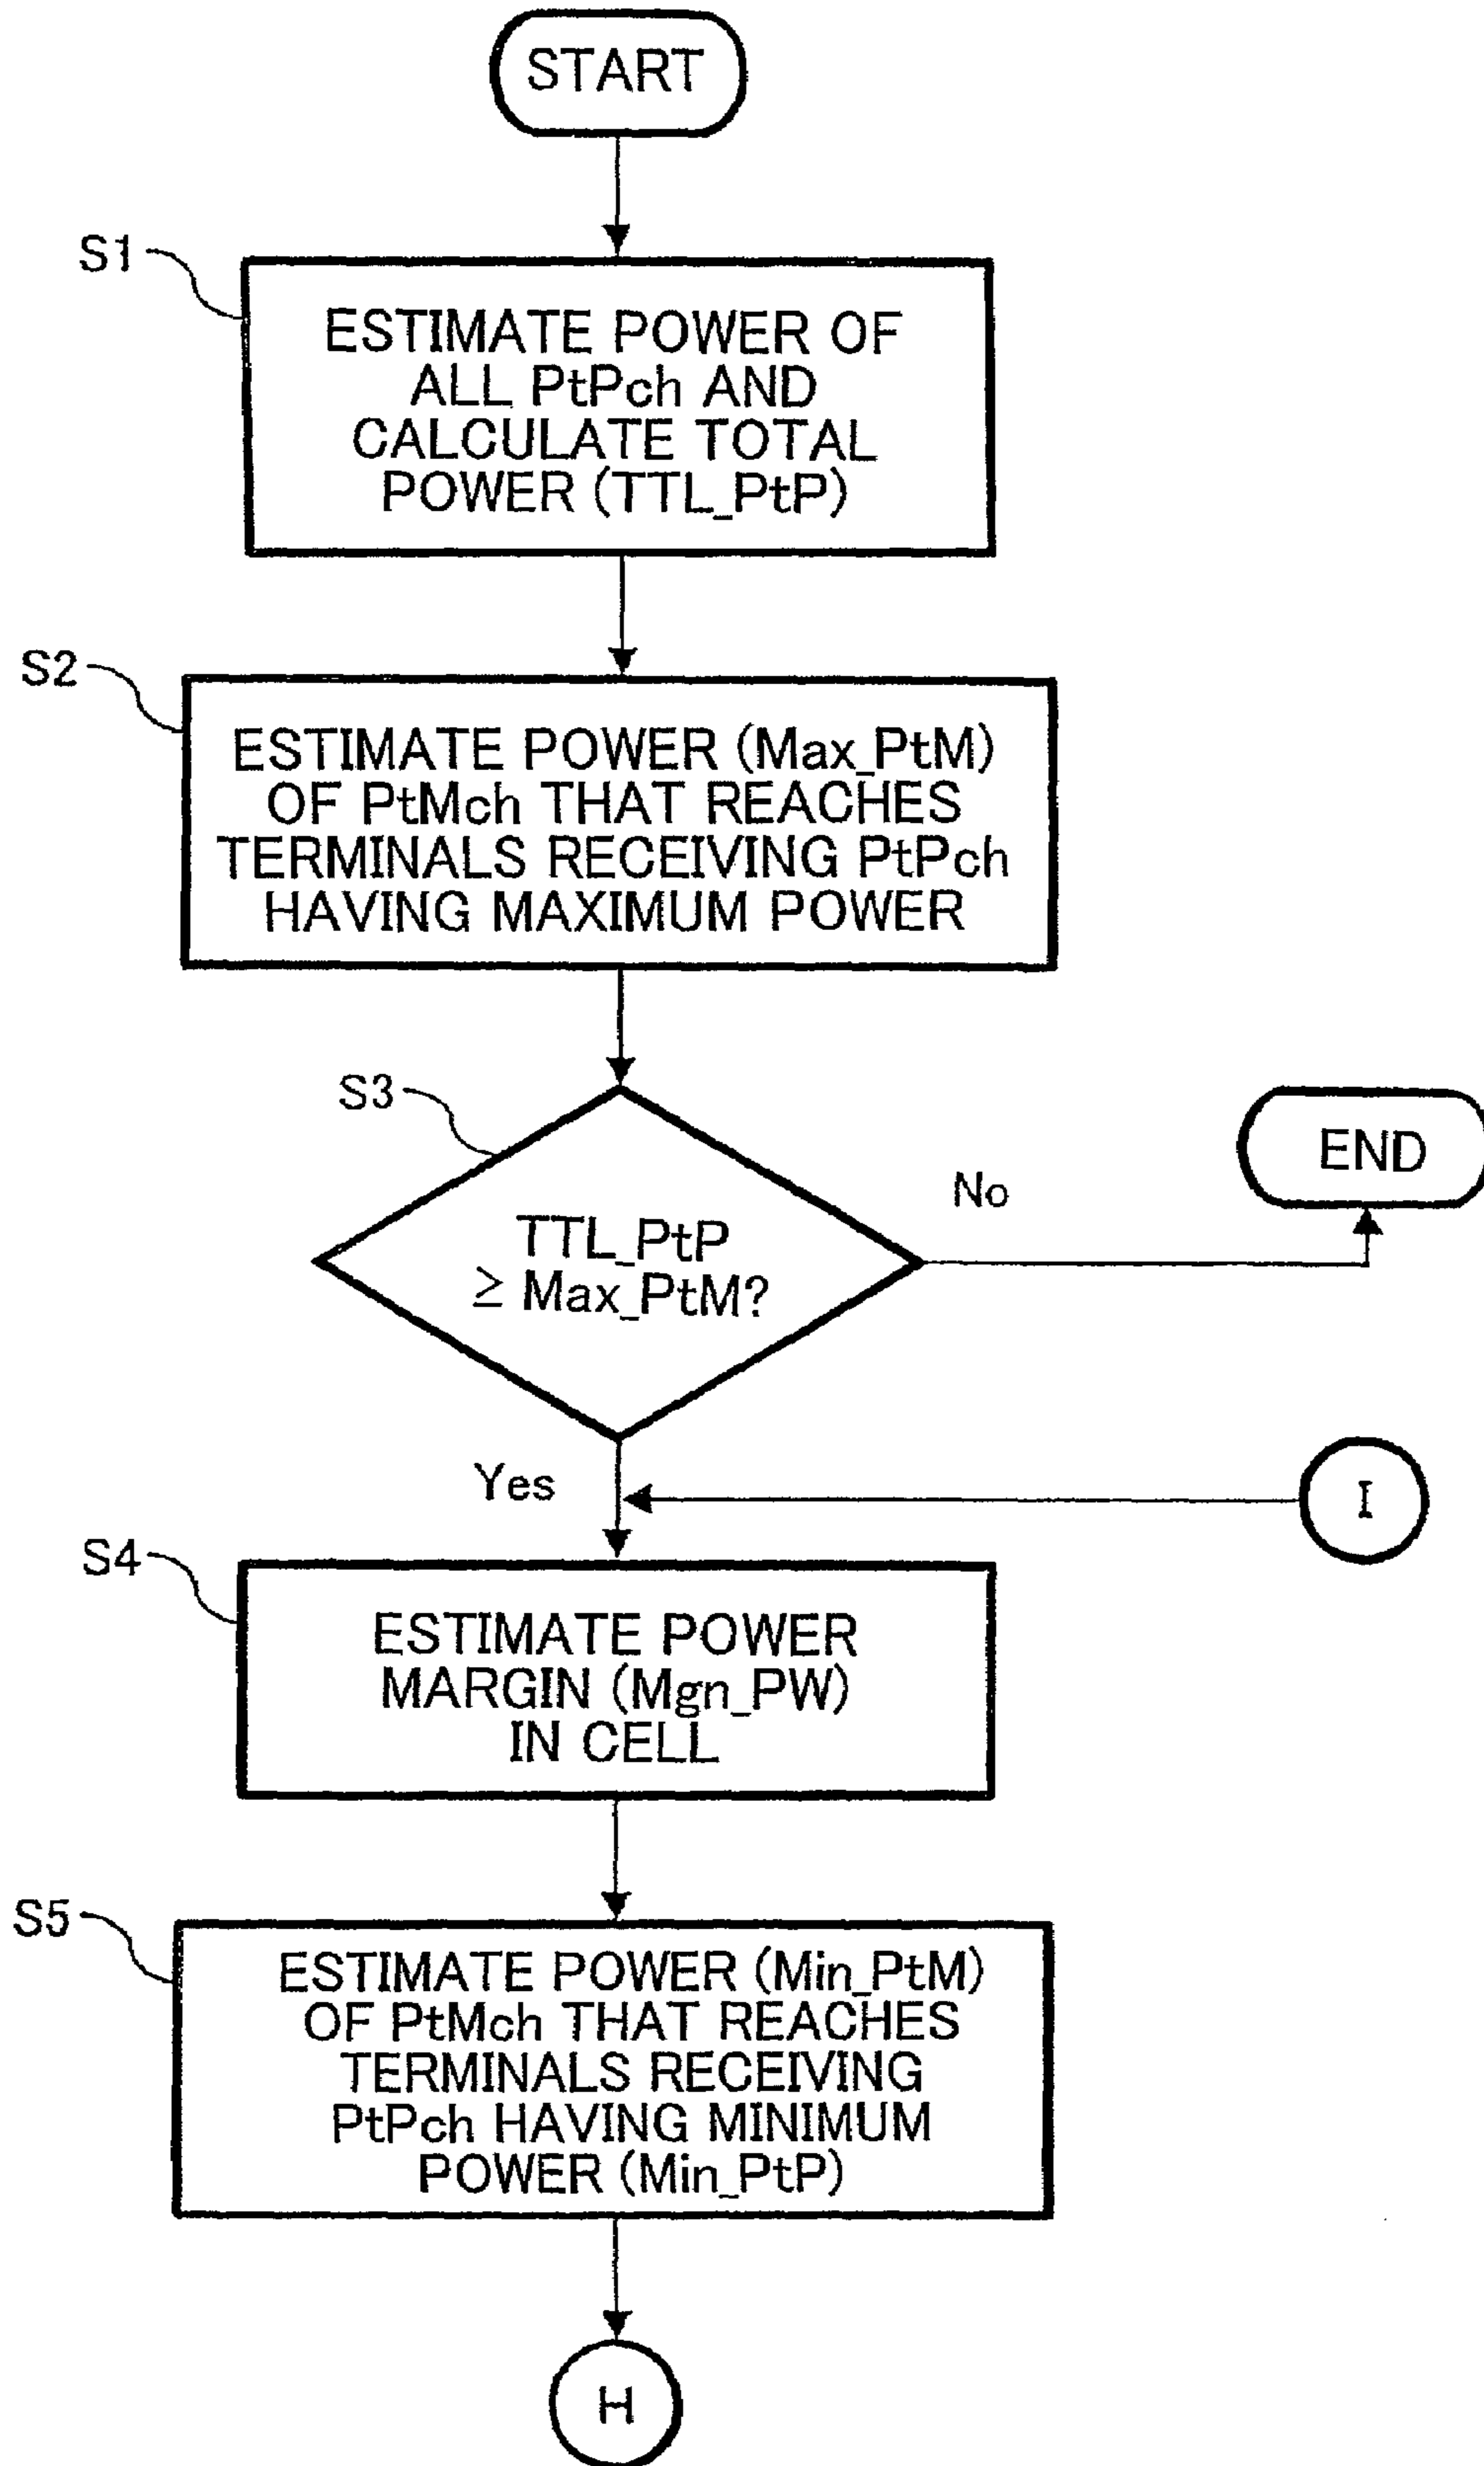 START
S1
ESTIMATE POWER OF
ALL PtPch AND
CALCULATE TOTAL
POWER (TTL_PtP)
S2
ESTIMATE POWER (Max_PtM)
OF PtMch THAT REACHES
TERMINALS RECEIVING PtPch
HAVING MAXIMUM POWER
S3
TTL_PtP
≥ Max_PtM?
No
END
Yes
I
S4
ESTIMATE POWER
MARGIN (Mgn_PW)
IN CELL
S5
ESTIMATE POWER (Min_PtM)
OF PtMch THAT REACHES
TERMINALS RECEIVING
PtPch HAVING MINIMUM
POWER (Min_PtP)
H